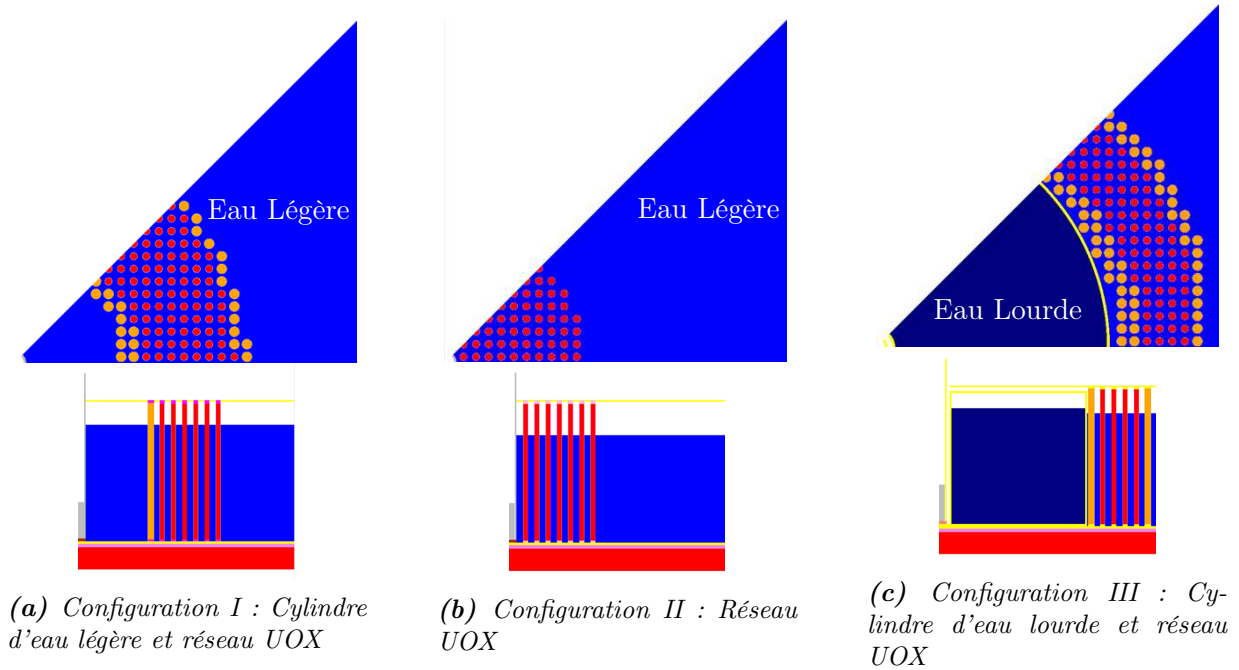 Eau Légère
Eau Légère
Eau Lourde
(a) Configuration I : Cylindre
d'eau légère et réseau UOX
(b) Configuration II : Réseau
UOX
(c) Configuration III : Cy-
lindre d'eau lourde et réseau
UOX